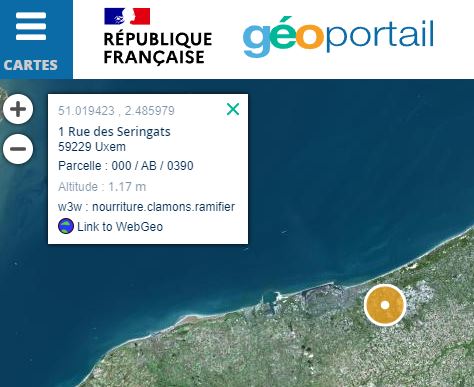 CARTES
RÉPUBLIQUE
FRANÇAISE
géoportail
+
−
51.019423 , 2.485979
1 Rue des Seringats
59229 Uxem
Parcelle : 000 / AB / 0390
Altitude : 1.17 m
w3w : nourriture.clamons.ramifier
Link to WebGeo